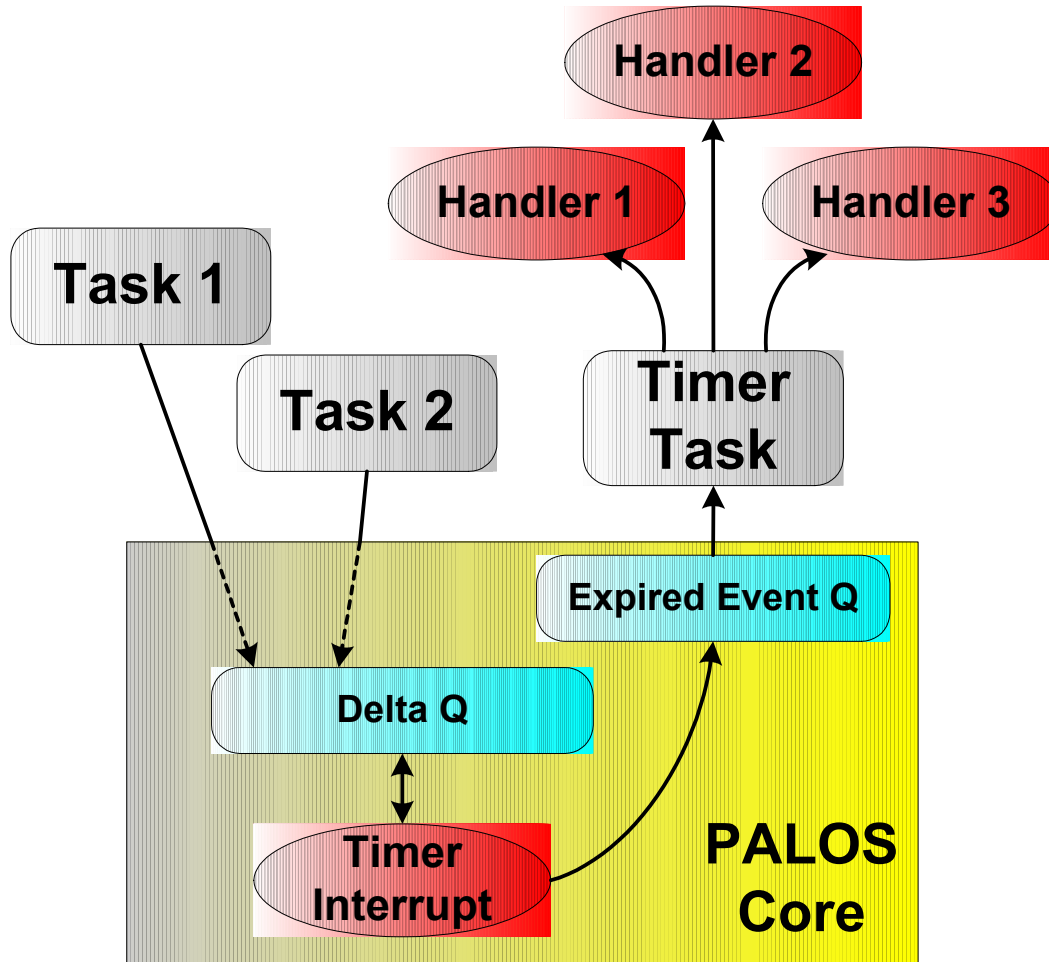 Handler 2
Handler 1
Handler 3
Task 1
Task 2
Timer
Task
Expired Event Q
Delta Q
Timer
Interrupt
PALOS
Core